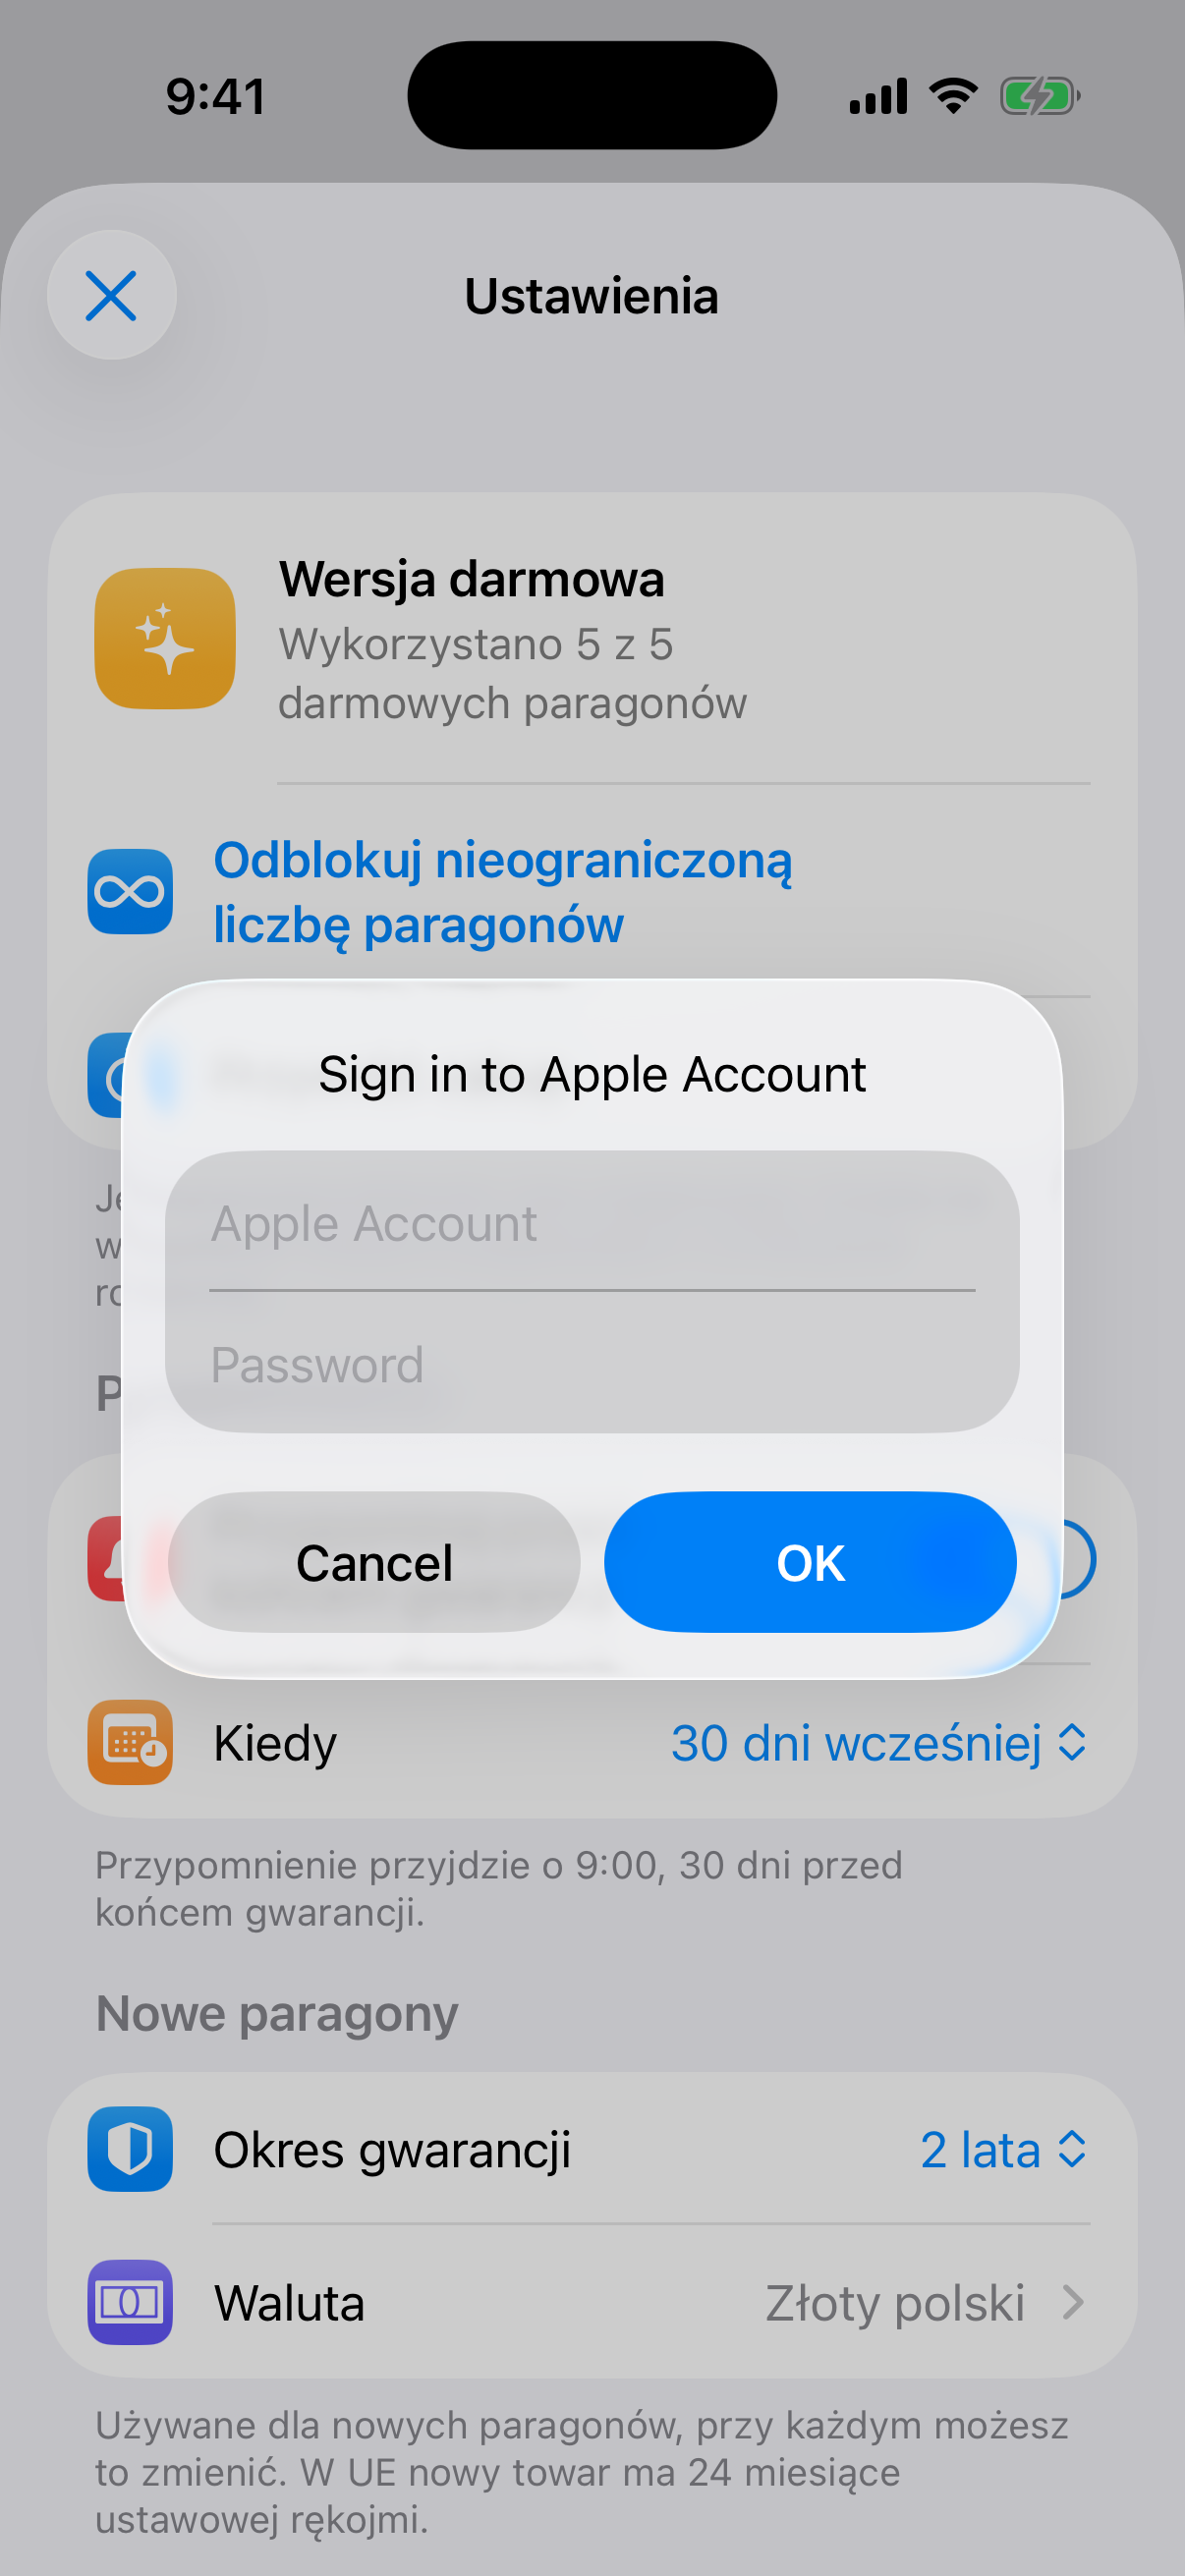 9:41
Ustawienia
Wersja darmowa
Wykorzystano 5 z 5
darmowych paragonów
Odblokuj nieograniczoną
liczbę paragonów
Sign in to Apple Account
Apple Account
Password
Cancel
OK
Kiedy
30 dni wcześniej
Przypomnienie przyjdzie o 9:00, 30 dni przed
końcem gwarancji.
Nowe paragony
Okres gwarancji
2 lata
Waluta
Złoty polski
Używane dla nowych paragonów, przy każdym możesz
to zmienić. W UE nowy towar ma 24 miesiące
ustawowej rękojmi.